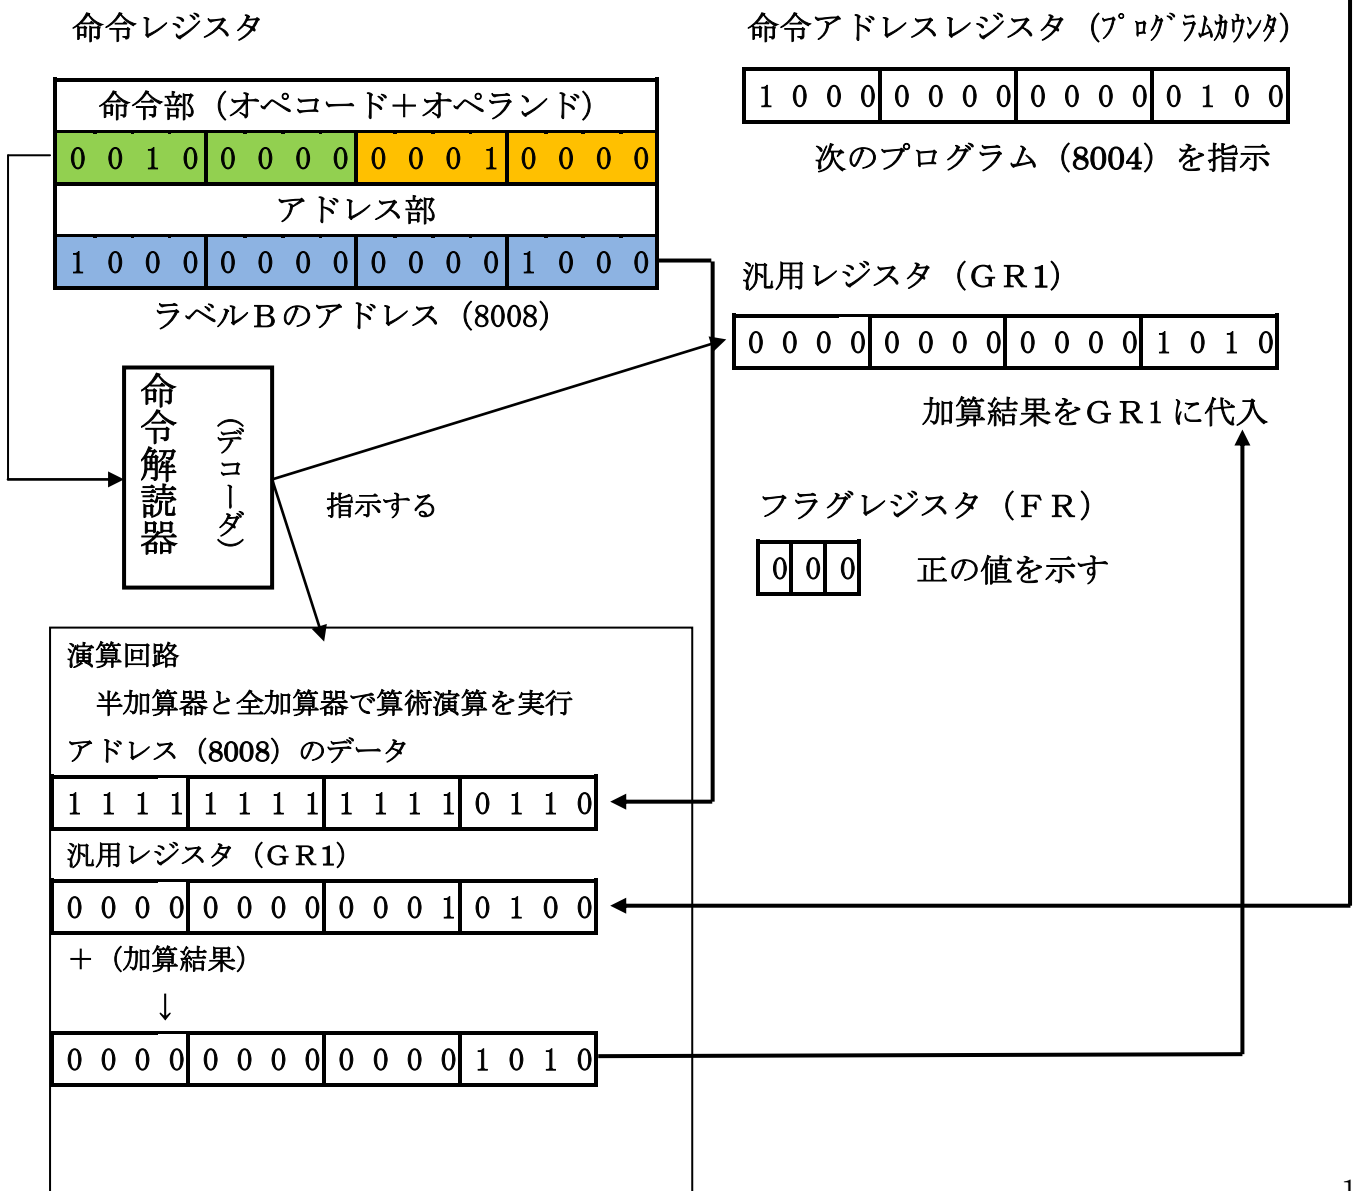 命令レジスタ
命令部（オペコード＋オペランド）
0 0 1 0 0 0 0 0 0 0 0 1 0 0 0 0
アドレス部
1 0 0 0 0 0 0 0 0 0 0 0 1 0 0 0
ラベルＢのアドレス（8008）
命令アドレスレジスタ（ﾌﾟﾛｸﾞﾗﾑｶｳﾝﾀ）
1 0 0 0 0 0 0 0 0 0 0 0 0 1 0 0
次のプログラム（8004）を指示
汎用レジスタ（ＧＲ1）
0 0 0 0 0 0 0 0 0 0 0 0 1 0 1 0
加算結果をＧＲ1 に代入
命令解読器
（デコーダ）
指示する
フラグレジスタ（ＦＲ）
0 0 0
正の値を示す
演算回路
半加算器と全加算器で算術演算を実行
アドレス（8008）のデータ
1 1 1 1 1 1 1 1 1 1 1 1 0 1 1 0
汎用レジスタ（ＧＲ1）
0 0 0 0 0 0 0 0 0 0 0 1 0 1 0 0
＋（加算結果）
↓
0 0 0 0 0 0 0 0 0 0 0 0 1 0 1 0
1